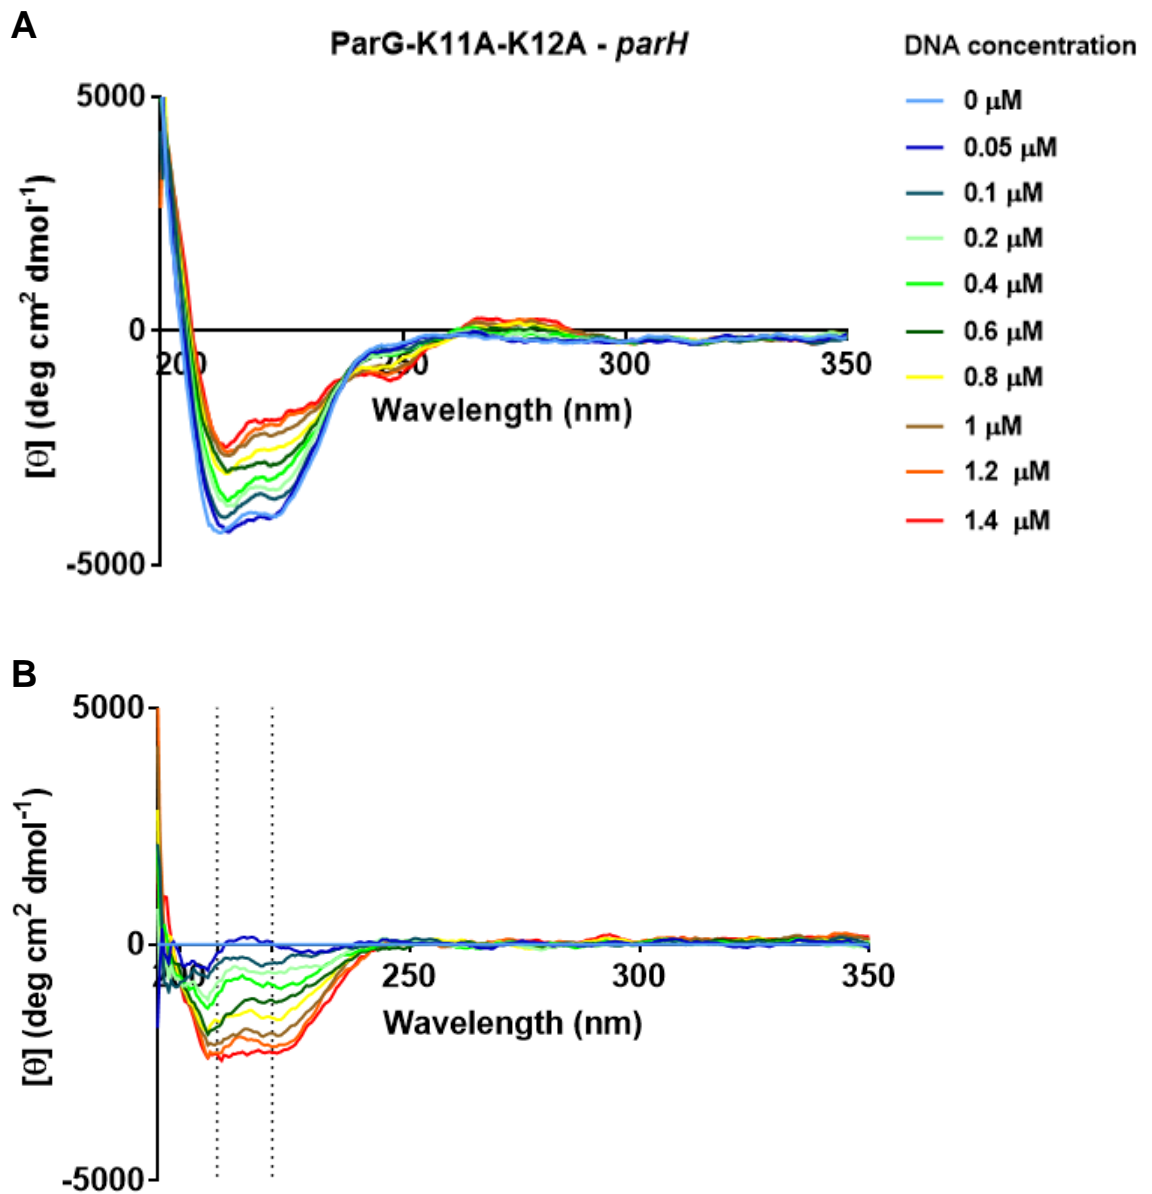 A
ParG-K11A-K12A - parH
DNA concentration
5000
0
-5000
[θ] (deg cm² dmol⁻¹)
200
250
300
350
Wavelength (nm)
0 μM
0.05 μM
0.1 μM
0.2 μM
0.4 μM
0.6 μM
0.8 μM
1 μM
1.2 μM
1.4 μM
B
5000
0
-5000
[θ] (deg cm² dmol⁻¹)
200
250
300
350
Wavelength (nm)